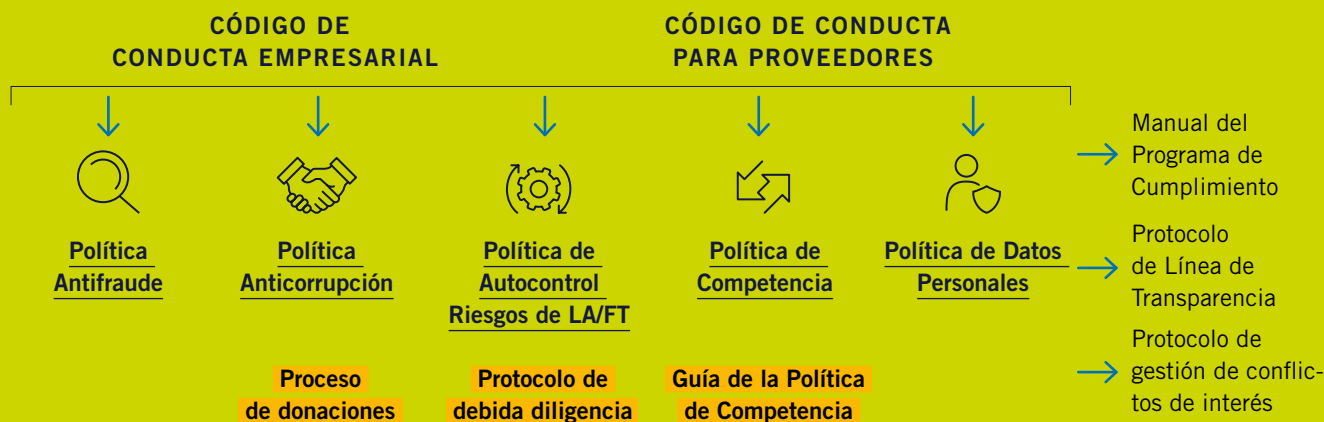 CÓDIGO DE
CONDUCTA EMPRESARIAL
CÓDIGO DE CONDUCTA
PARA PROVEEDORES
Política
Antifraude
Política
Anticorrupción
Política de
Autocontrol
Riesgos de LA/FT
Política de
Competencia
Política de Datos
Personales
Proceso
de donaciones
Protocolo de
debida diligencia
Guía de la Política
de Competencia
Manual del
Programa de
Cumplimiento
Protocolo
de Línea de
Transparencia
Protocolo de
gestión de conflic-
tos de interés